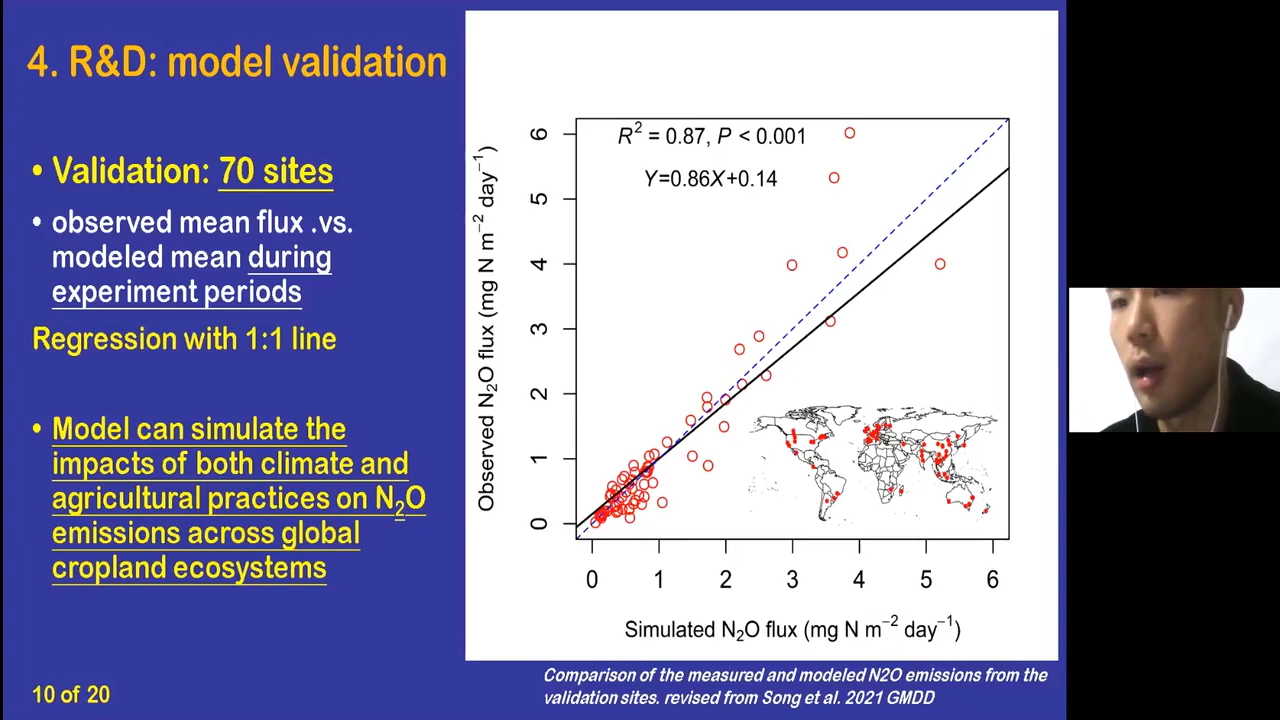 4. R&D: model validation
• Validation: 70 sites
• observed mean flux .vs.
modeled mean during
experiment periods
Regression with 1:1 line
• Model can simulate the
impacts of both climate and
agricultural practices on N₂O
emissions across global
cropland ecosystems
10 of 20
R² = 0.87, P < 0.001
Y=0.86X+0.14
Observed N₂O flux (mg N m⁻² day⁻¹)
6
5
4
3
2
1
0
0 1 2 3 4 5 6
Simulated N₂O flux (mg N m⁻² day⁻¹)
Comparison of the measured and modeled N2O emissions from the
validation sites. revised from Song et al. 2021 GMDD